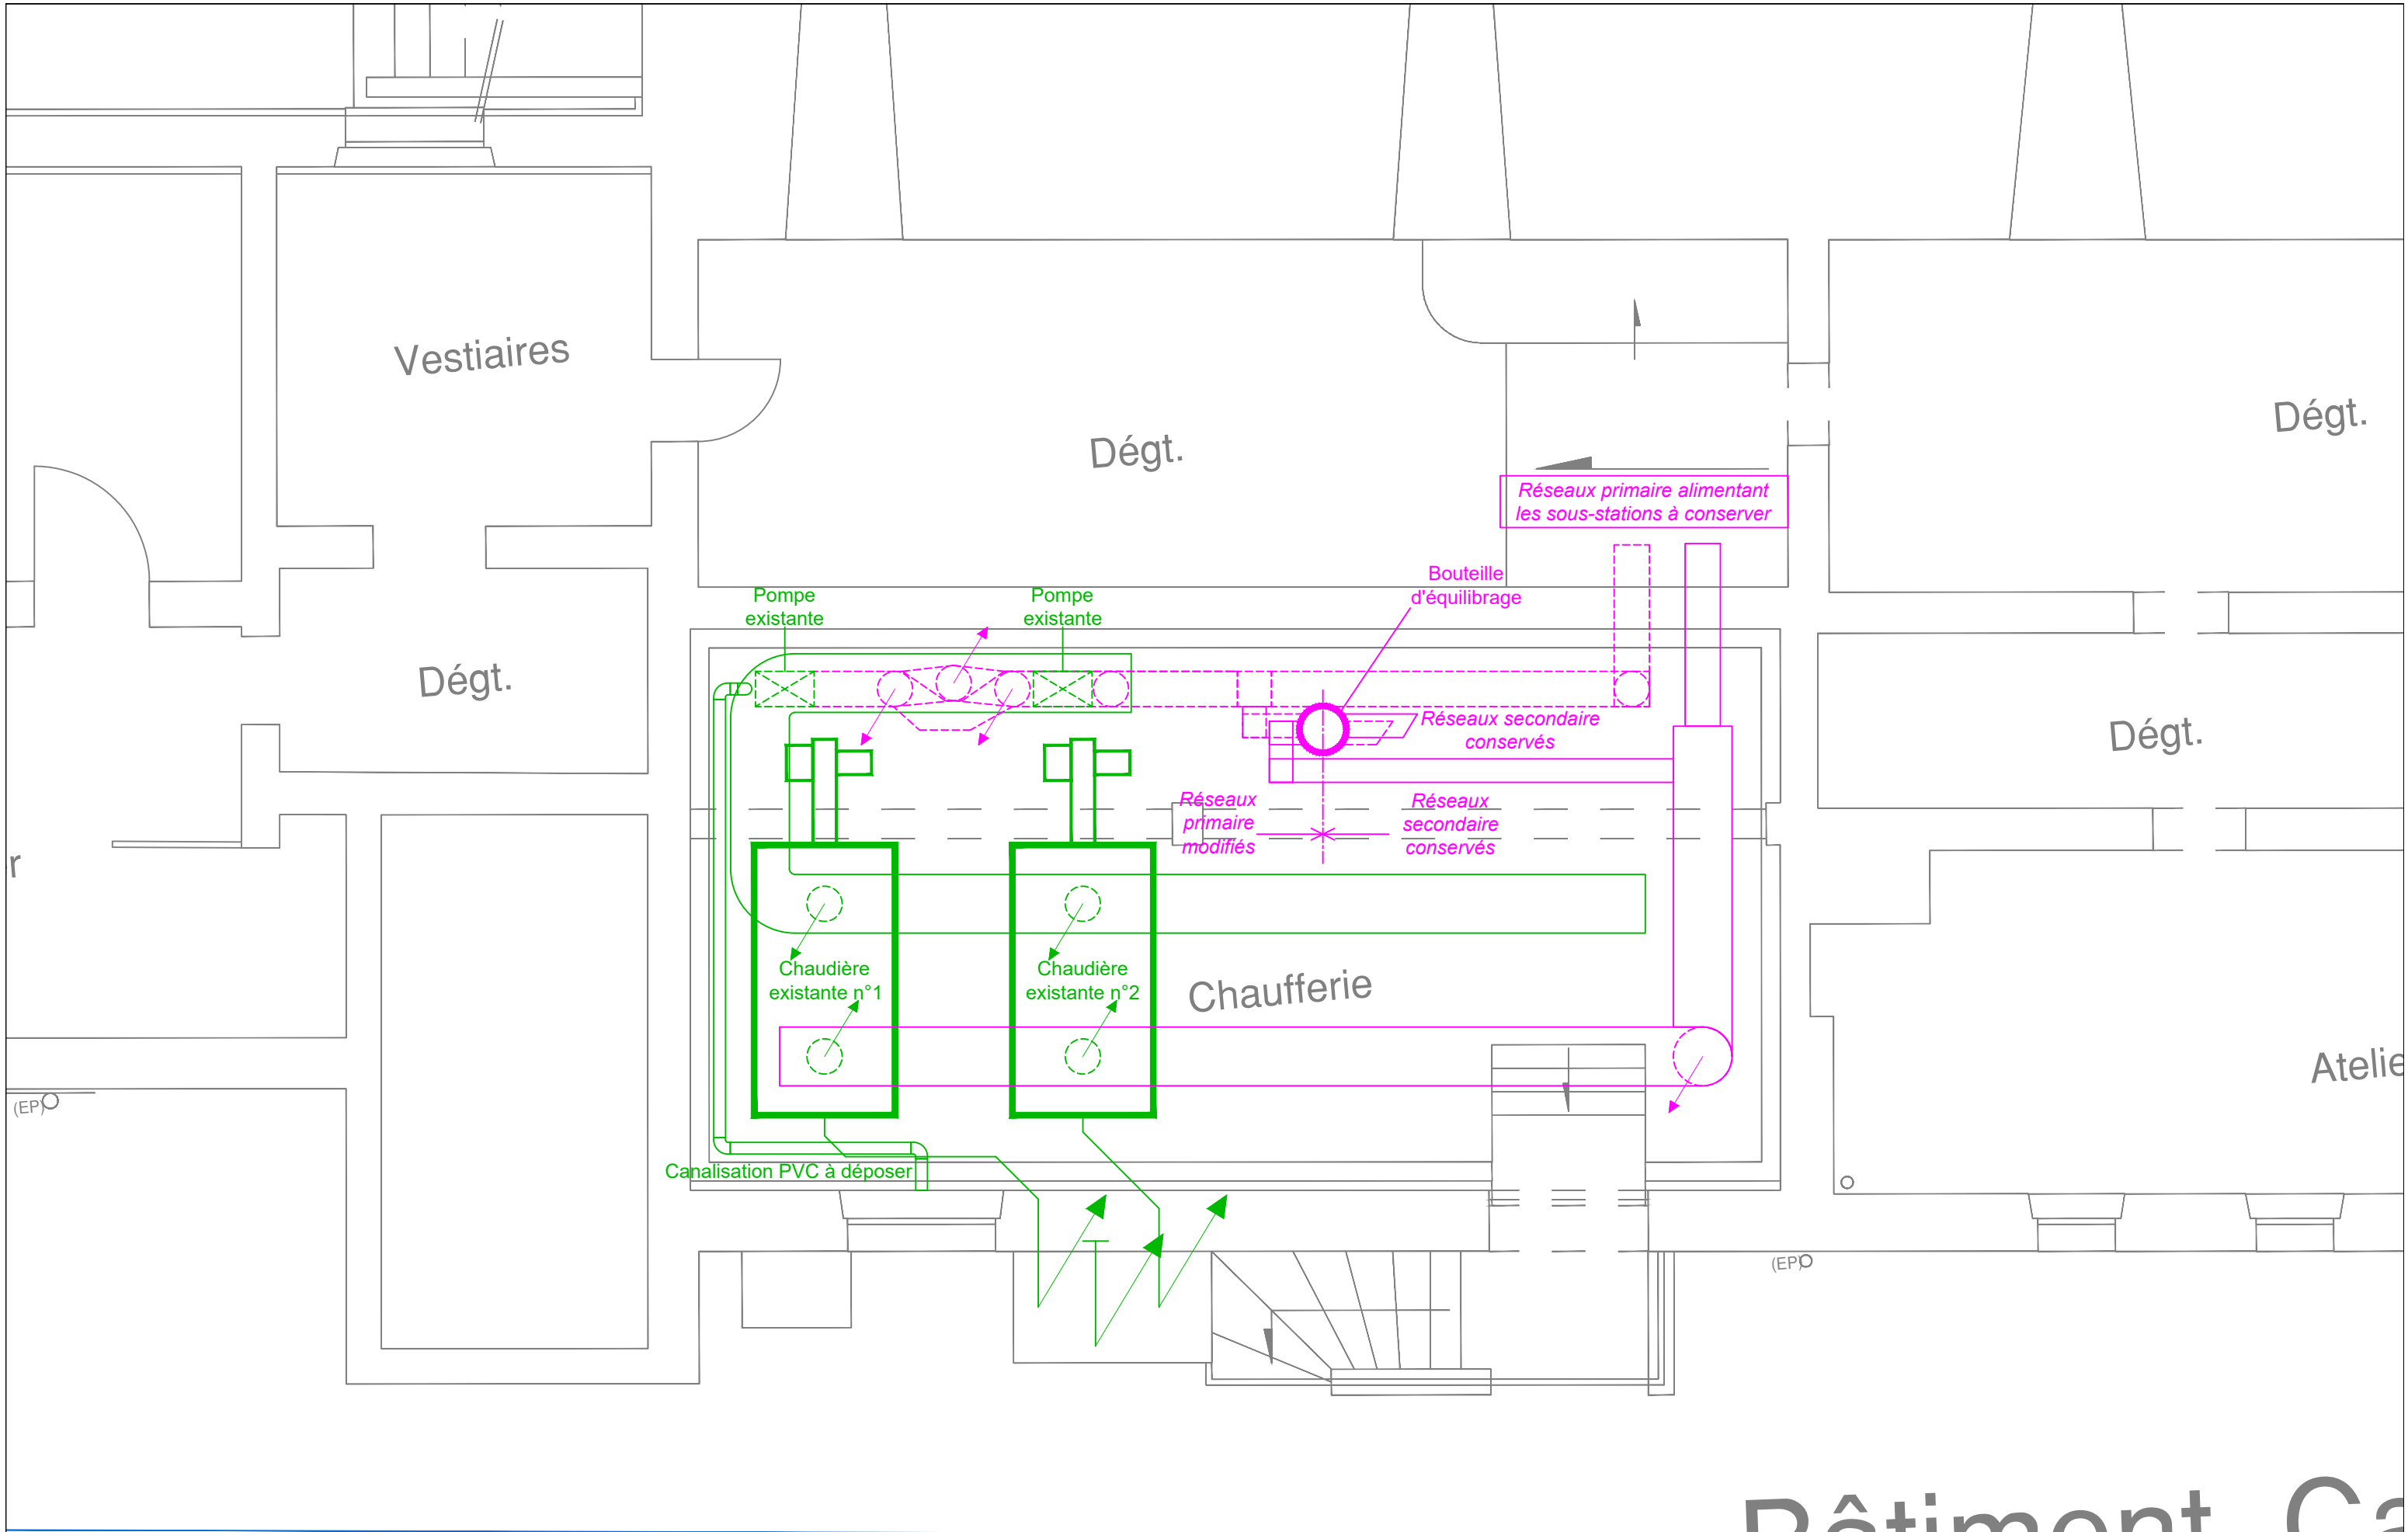 Vestiaires
Dégt.
Dégt.
Réseaux primaire alimentant
les sous-stations à conserver
Bouteille
d'équilibrage
Pompe
existante
Pompe
existante
Dégt.
Réseaux secondaire
conservés
Dégt.
Réseaux
primaire
modifiés
Réseaux
secondaire
conservés
r
Chaudière
existante n°1
Chaudière
existante n°2
Chaufferie
Atelie
(EP)
Canalisation PVC à déposer
(EP)
Bâtiment Ca